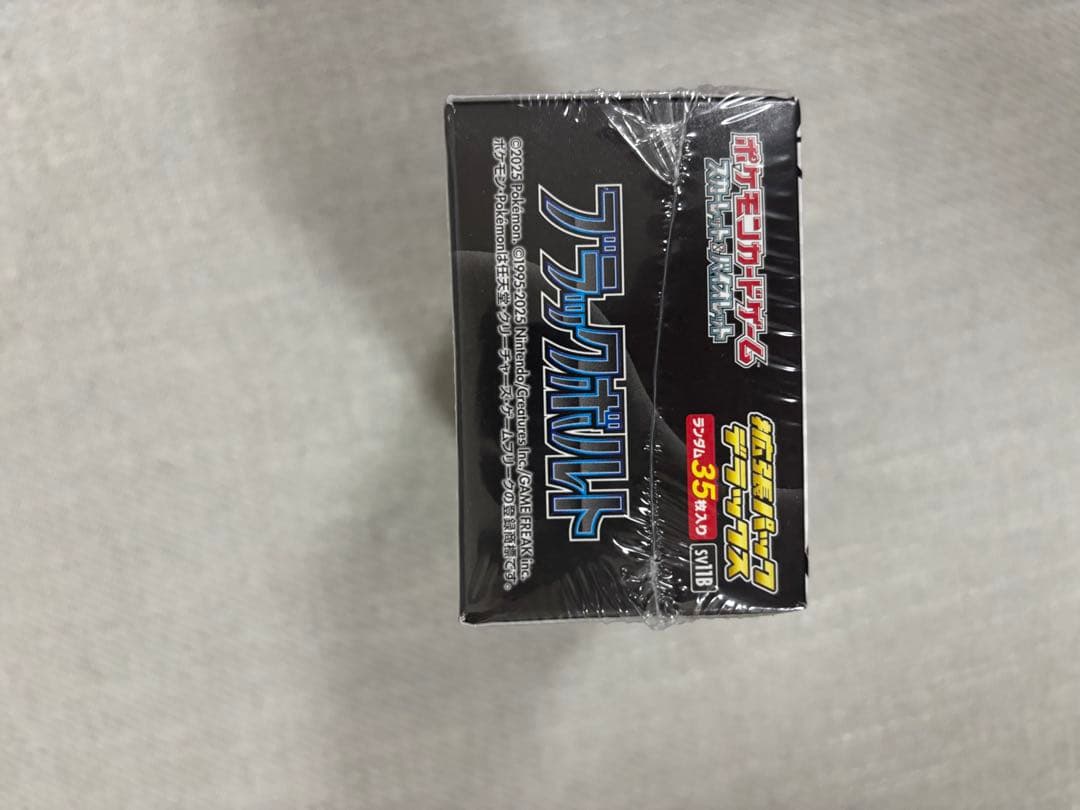 ポケモンカードゲーム
スカーレット&バイオレット
拡張パック
デラックス
ランダム35枚入り
SV11B
ブラックボルト
©2025 Pokémon. ©1995-2025 Nintendo/Creatures Inc./GAME FREAK inc.
ポケモン・Pokémonは任天堂・クリーチャーズ・ゲームフリークの登録商標です。